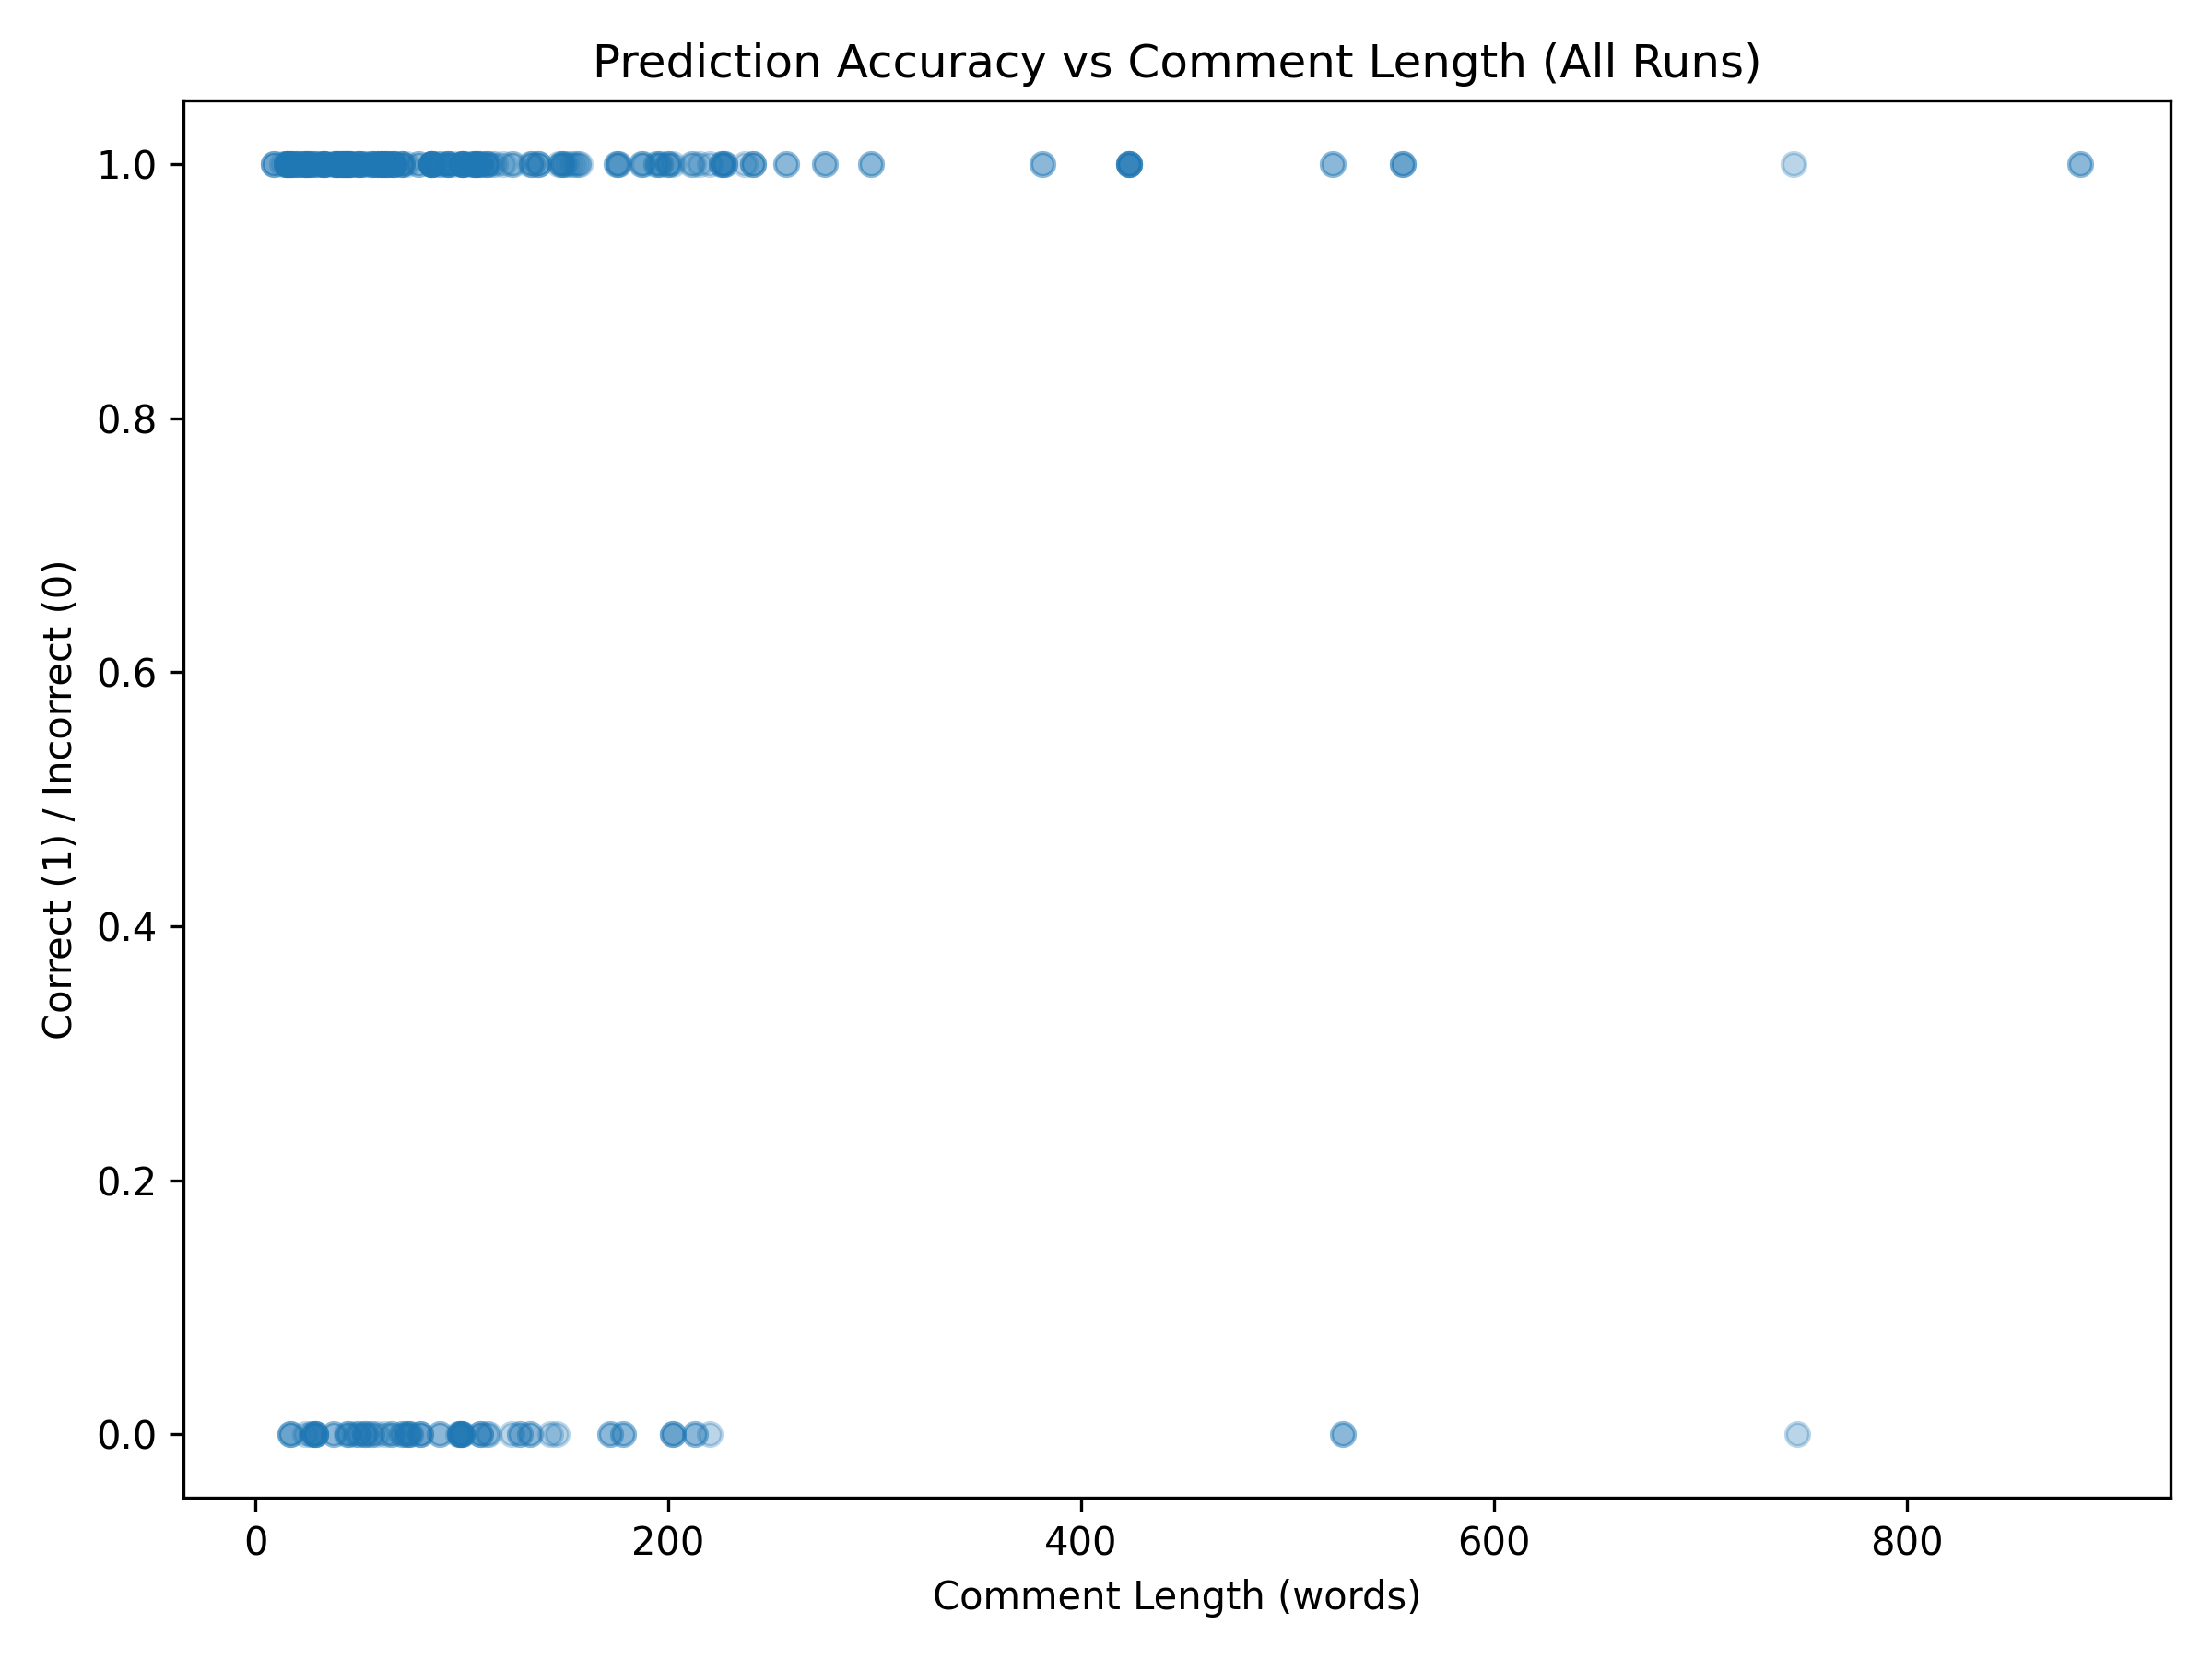 Prediction Accuracy vs Comment Length (All Runs)
Correct (1) / Incorrect (0)
1.0
0.8
0.6
0.4
0.2
0.0
0 200 400 600 800
Comment Length (words)